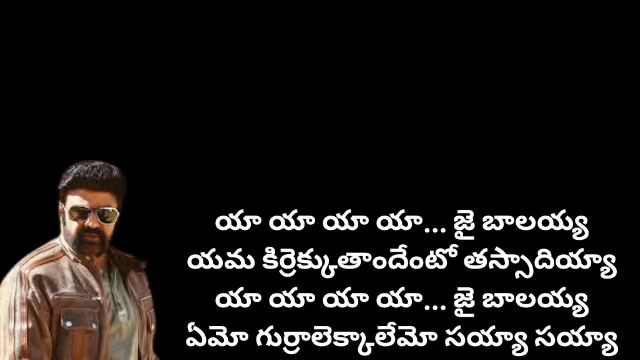 యా యా యా యా... జై బాలయ్య
యమ కిర్రెక్కుతాందేంటో తస్సాదియ్యా
యా యా యా యా... జై బాలయ్య
ఏమో గుర్రాలెక్కాలేమో సయ్యా సయ్యా